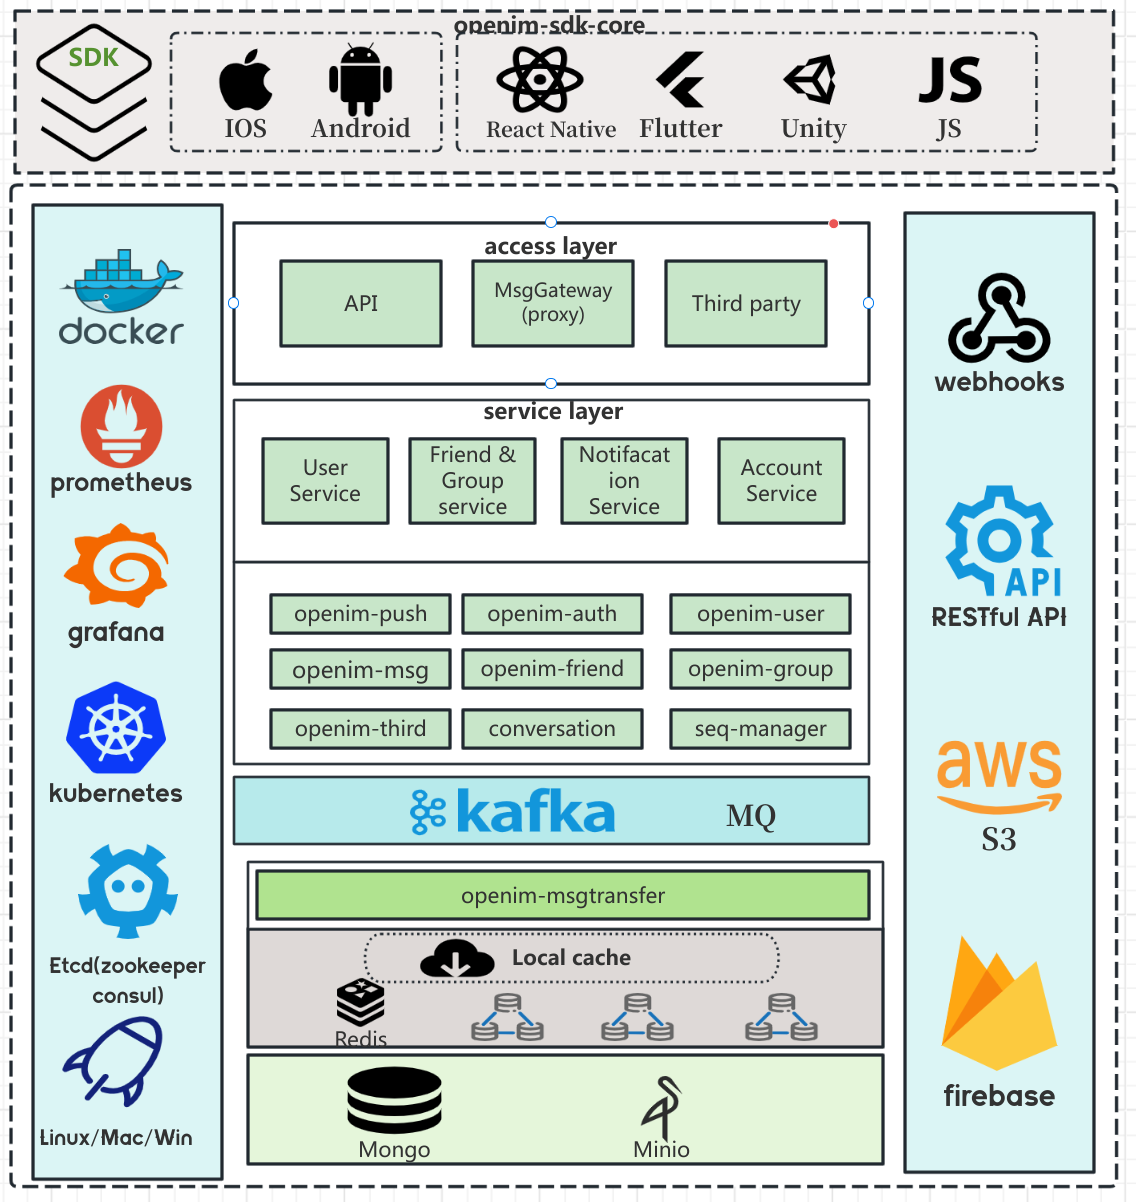 openim-sdk-core
SDK
IOS
Android
React Native
Flutter
Unity
JS
JS
docker
prometheus
grafana
kubernetes
Etcd(zookeeper
consul)
Linux/Mac/Win
access layer
API
MsgGateway
(proxy)
Third party
service layer
User
Service
Friend &
Group
service
Notifacat
ion
Service
Account
Service
openim-push
openim-auth
openim-user
openim-msg
openim-friend
openim-group
openim-third
conversation
seq-manager
kafka
MQ
openim-msgtransfer
Local cache
Redis
Mongo
Minio
webhooks
API
RESTful API
aws
S3
firebase